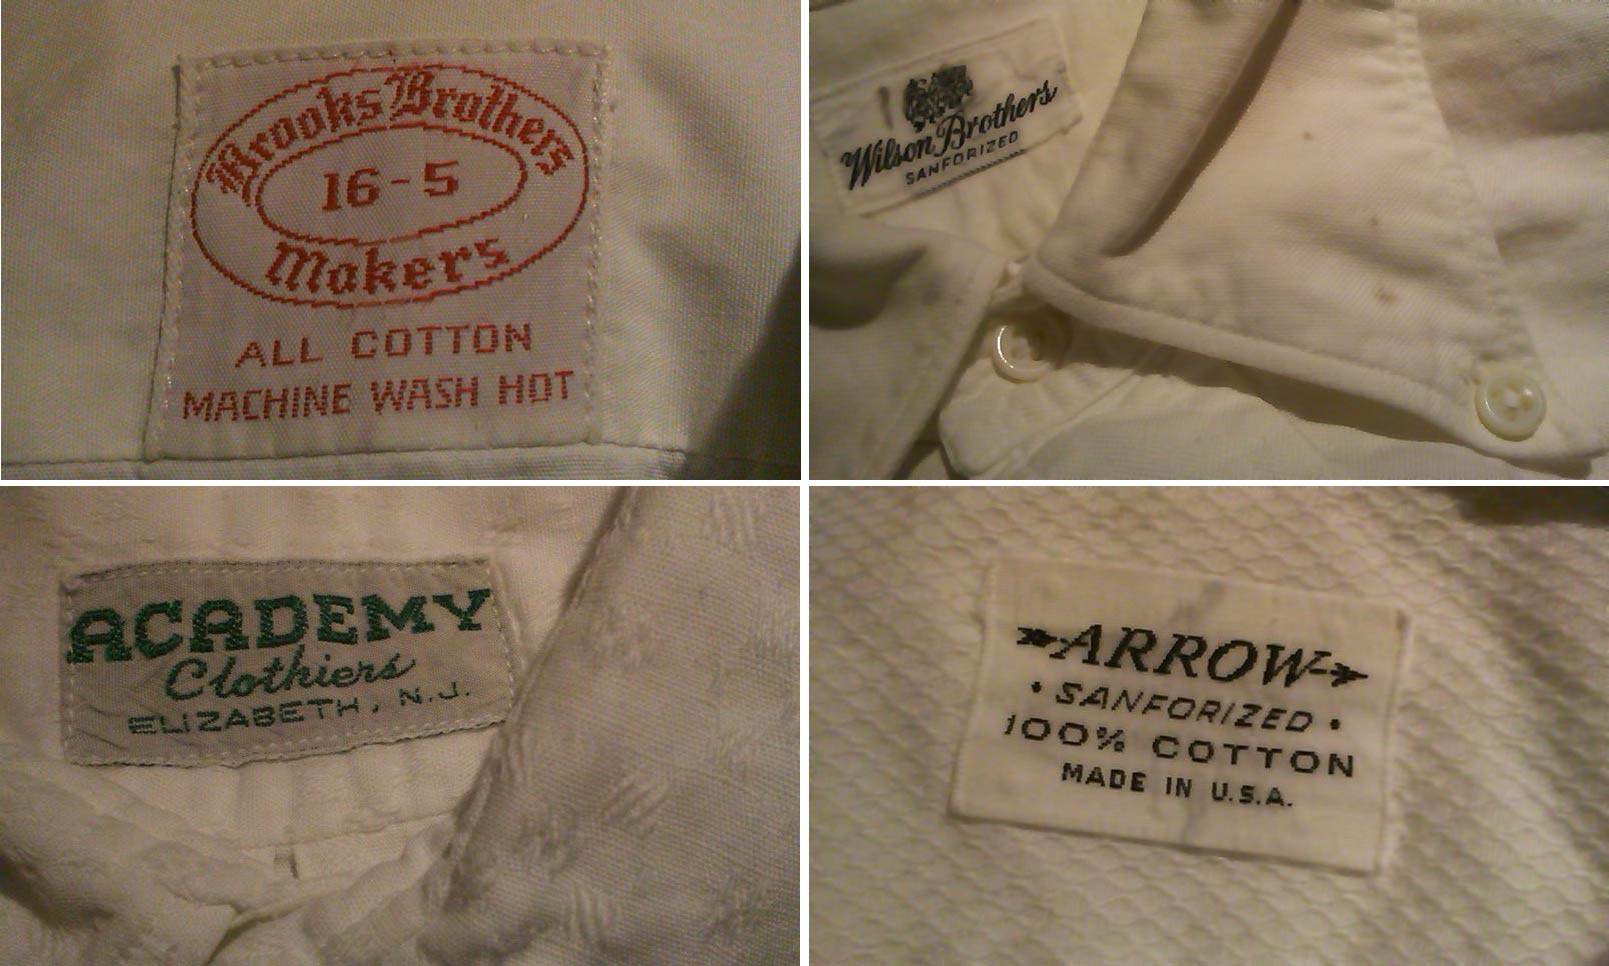 Brooks Brothers
16-5
Makers
ALL COTTON
MACHINE WASH HOT
Wilson Brothers
SANFORIZED
ACADEMY
Clothiers
ELIZABETH, N.J.
ARROW
• SANFORIZED •
100% COTTON
MADE IN U.S.A.